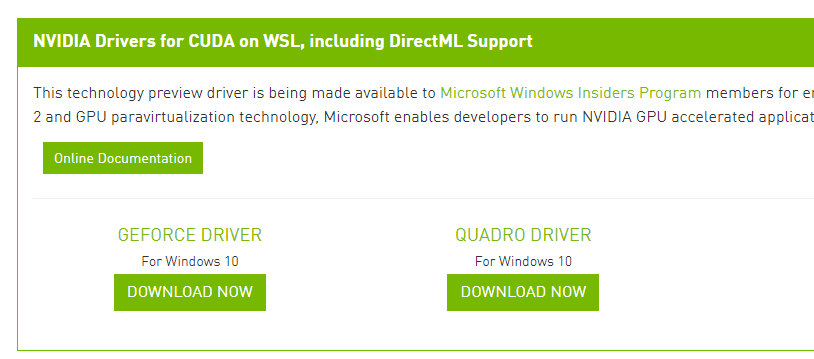 NVIDIA Drivers for CUDA on WSL, including DirectML Support
This technology preview driver is being made available to Microsoft Windows Insiders Program members for
2 and GPU paravirtualization technology, Microsoft enables developers to run NVIDIA GPU accelerated
Online Documentation
GEFORCE DRIVER
QUADRO DRIVER
For Windows 10
For Windows 10
DOWNLOAD NOW
DOWNLOAD NOW